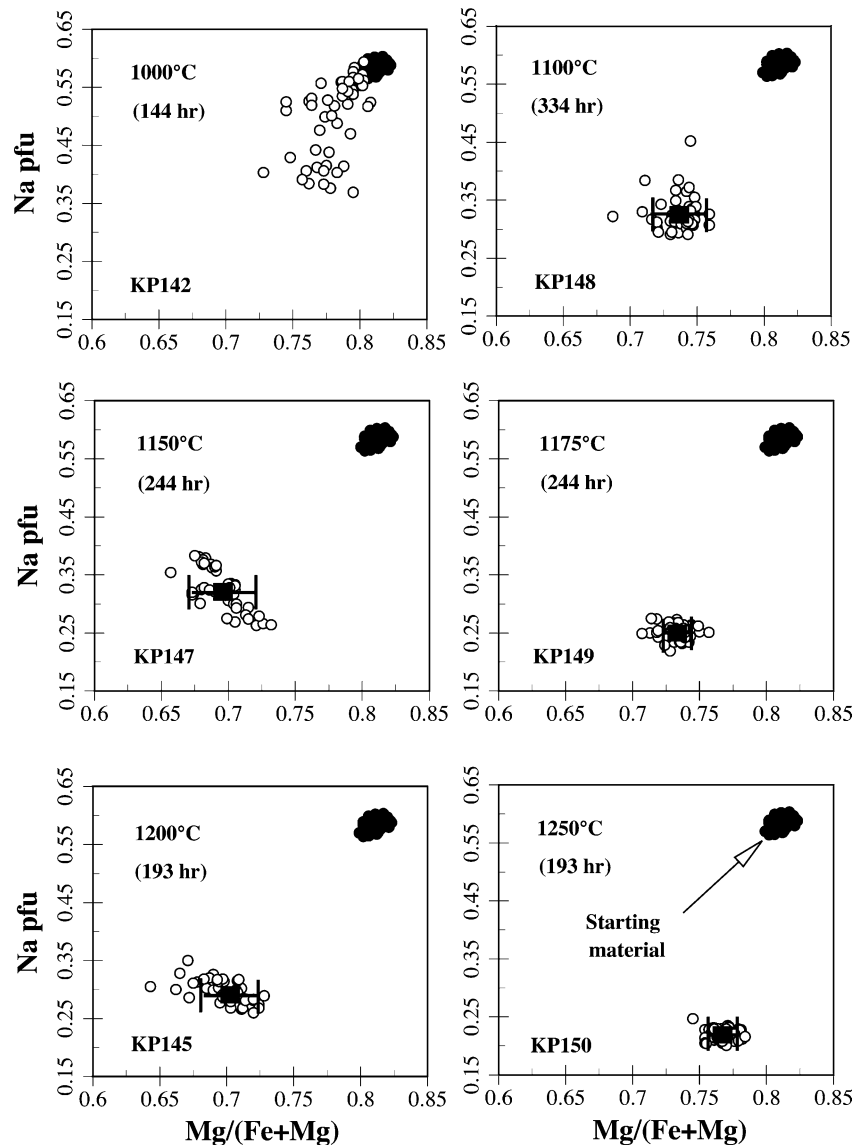 0.65
0.55
0.45
0.35
0.25
0.15
Na pfu
1000°C
(144 hr)
KP142
0.6
0.65
0.7
0.75
0.8
0.85
0.65
0.55
0.45
0.35
0.25
0.15
1100°C
(334 hr)
KP148
0.6
0.65
0.7
0.75
0.8
0.85
0.65
0.55
0.45
0.35
0.25
0.15
Na pfu
1150°C
(244 hr)
KP147
0.6
0.65
0.7
0.75
0.8
0.85
0.65
0.55
0.45
0.35
0.25
0.15
1175°C
(244 hr)
KP149
0.6
0.65
0.7
0.75
0.8
0.85
0.65
0.55
0.45
0.35
0.25
0.15
Na pfu
1200°C
(193 hr)
KP145
0.6
0.65
0.7
0.75
0.8
0.85
Mg/(Fe+Mg)
0.65
0.55
0.45
0.35
0.25
0.15
1250°C
(193 hr)
Starting
material
KP150
0.6
0.65
0.7
0.75
0.8
0.85
Mg/(Fe+Mg)